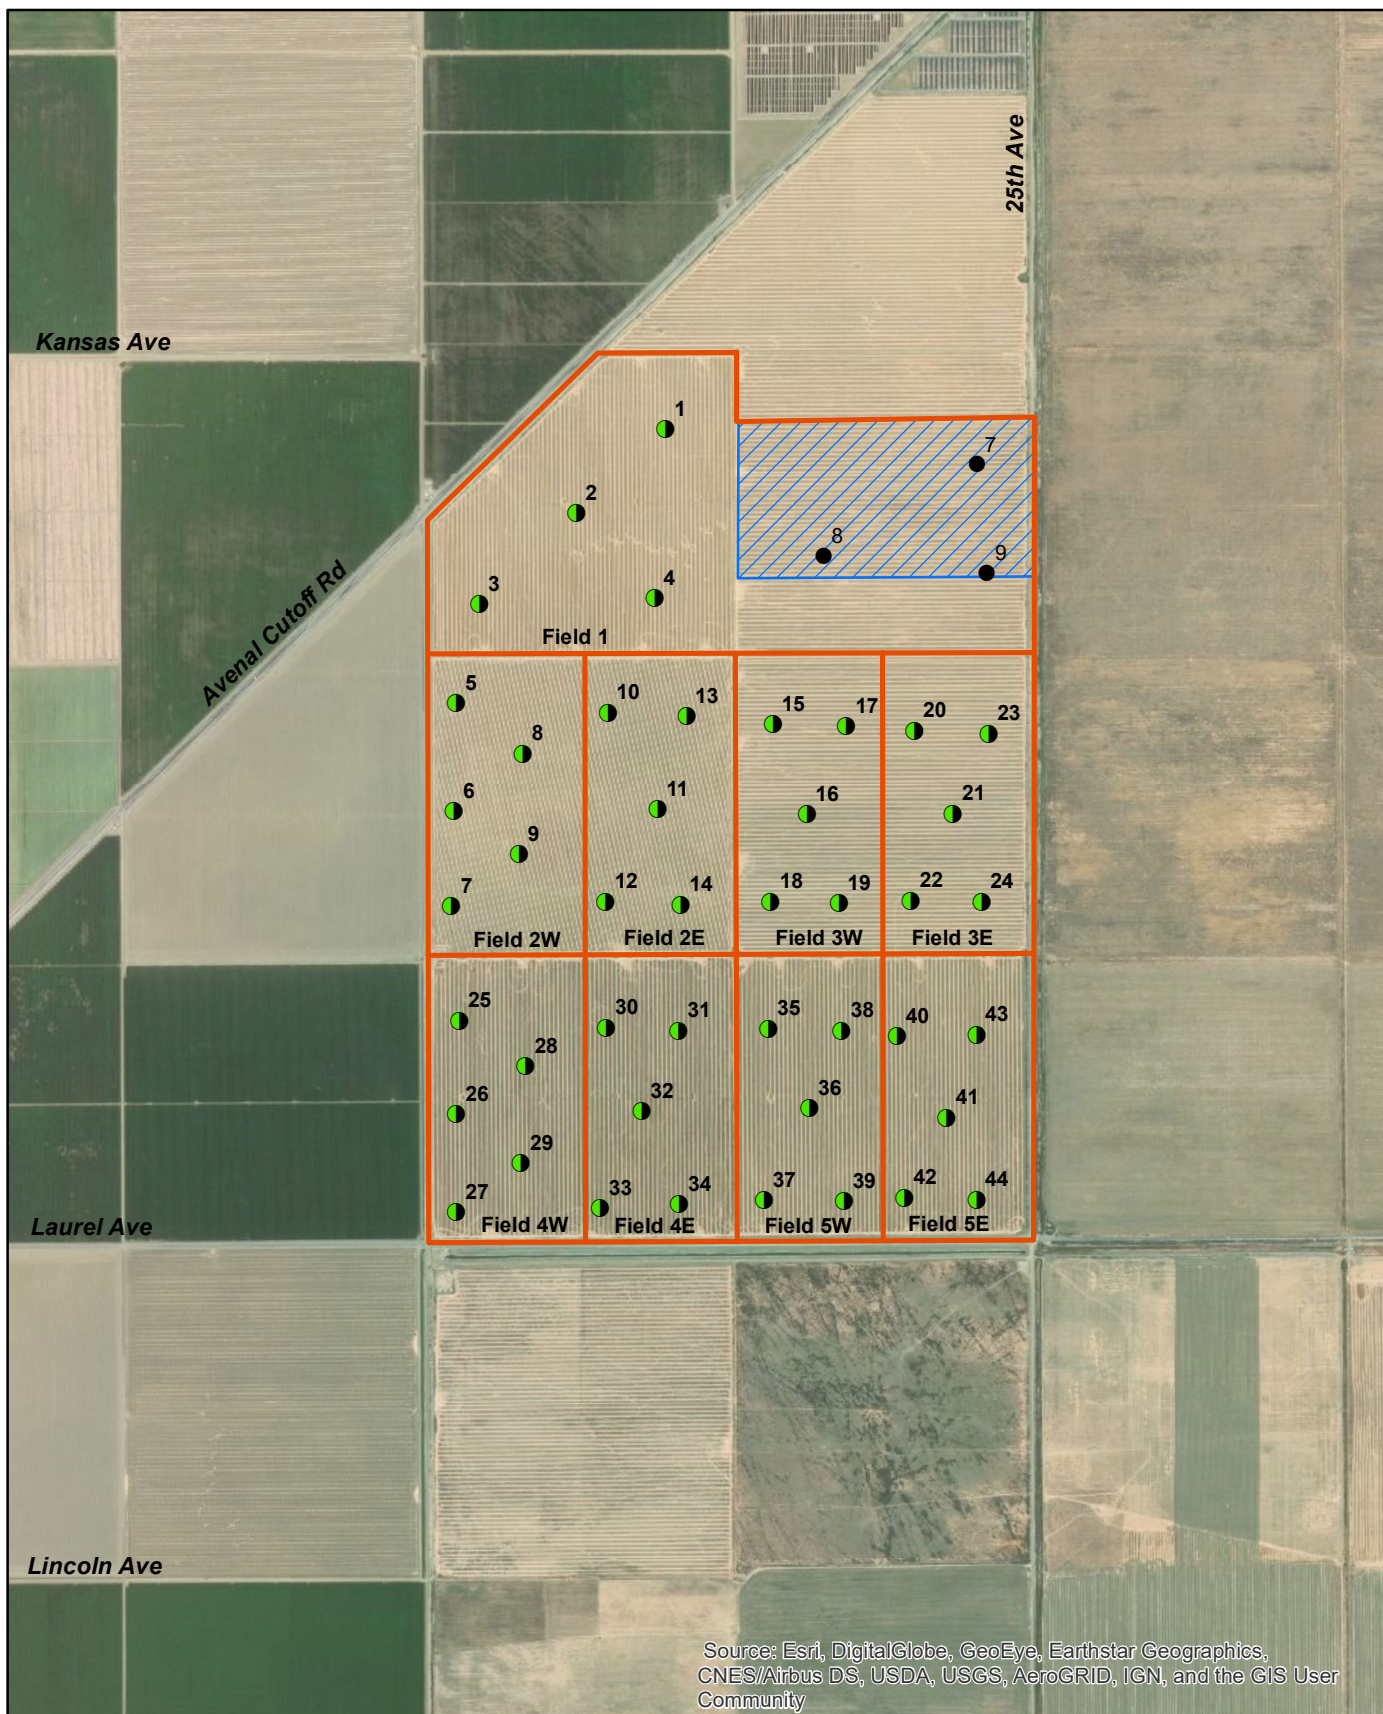 25th Ave
Kansas Ave
1
7
2
8
9
3
4
Avenal Cutoff Rd
Field 1
5
10
13
15
17
20
23
8
6
11
16
21
9
7
12
14
18
19
22
24
Field 2W
Field 2E
Field 3W
Field 3E
25
30
31
35
38
40
43
28
26
32
36
41
29
27
33
34
37
39
42
44
Laurel Ave
Field 4W
Field 4E
Field 5W
Field 5E
Lincoln Ave
Source: Esri, DigitalGlobe, GeoEye, Earthstar Geographics,
CNES/Airbus DS, USDA, USGS, AeroGRID, IGN, and the GIS User
Community